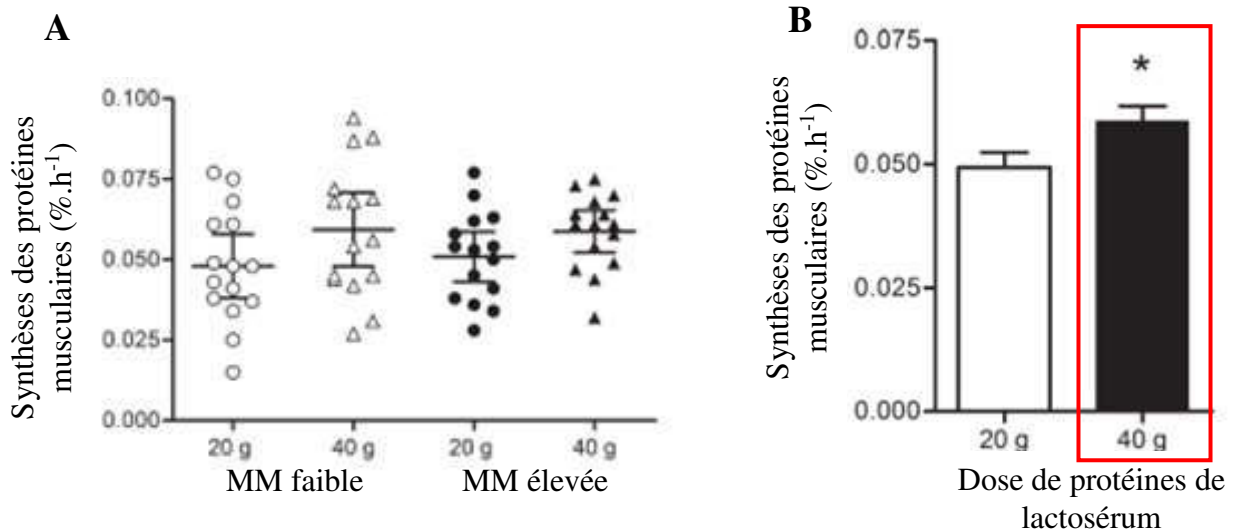 A
Synthèses des protéines
musculaires (%.h-1)
0.100
0.075
0.050
0.025
0.000
20 g
40 g
20 g
40 g
MM faible
MM élevée
B
Synthèses des protéines
musculaires (%.h-1)
0.075
0.050
0.025
0.000
*
20 g
40 g
Dose de protéines de
lactosérum